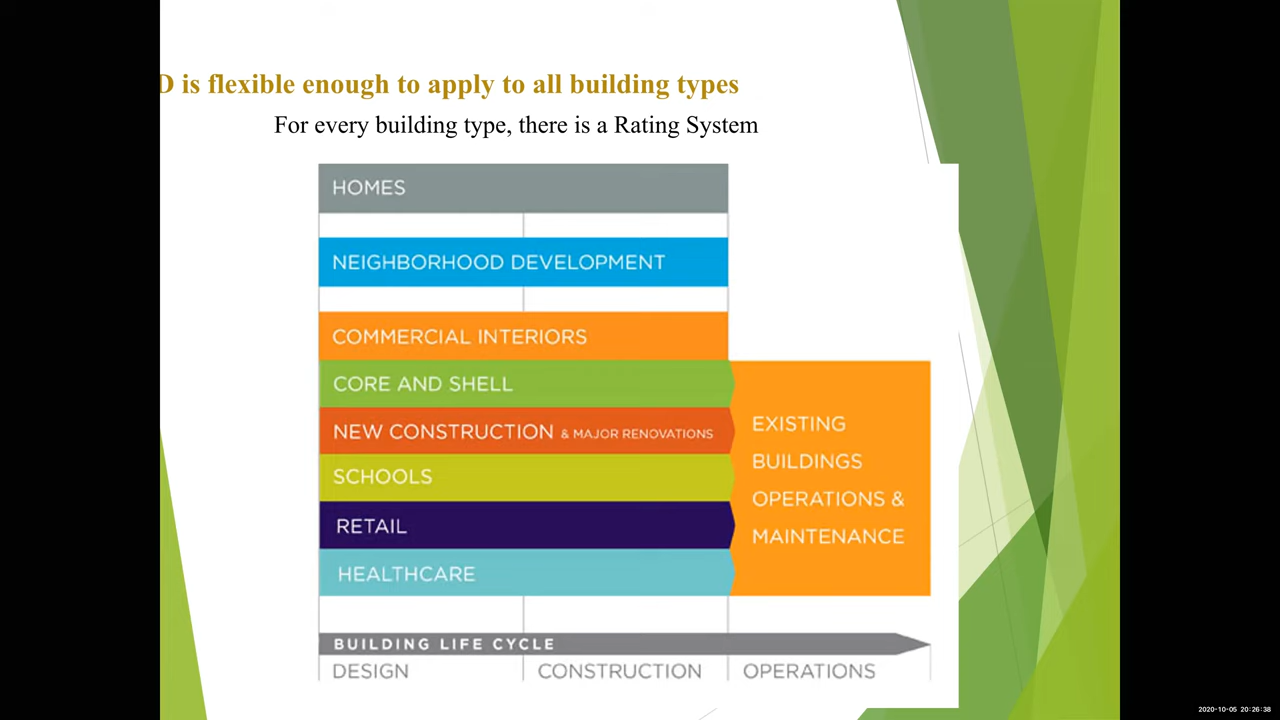 D is flexible enough to apply to all building types
For every building type, there is a Rating System
HOMES
NEIGHBORHOOD DEVELOPMENT
COMMERCIAL INTERIORS
CORE AND SHELL
NEW CONSTRUCTION & MAJOR RENOVATIONS
SCHOOLS
RETAIL
HEALTHCARE
EXISTING
BUILDINGS
OPERATIONS &
MAINTENANCE
BUILDING LIFE CYCLE
DESIGN CONSTRUCTION OPERATIONS
2020-10-05 20:26:38